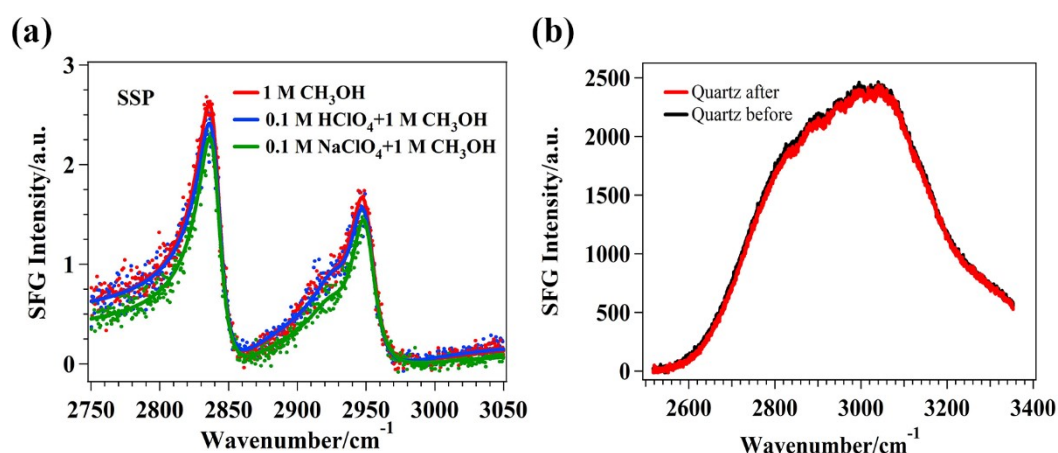 (a)
3
2
1
0
SFG Intensity/a.u.
SSP
1 M CH₃OH
0.1 M HClO₄+1 M CH₃OH
0.1 M NaClO₄+1 M CH₃OH
2750 2800 2850 2900 2950 3000 3050
Wavenumber/cm⁻¹
(b)
2500
2000
1500
1000
500
0
SFG Intensity/a.u.
Quartz after
Quartz before
2600 2800 3000 3200 3400
Wavenumber/cm⁻¹